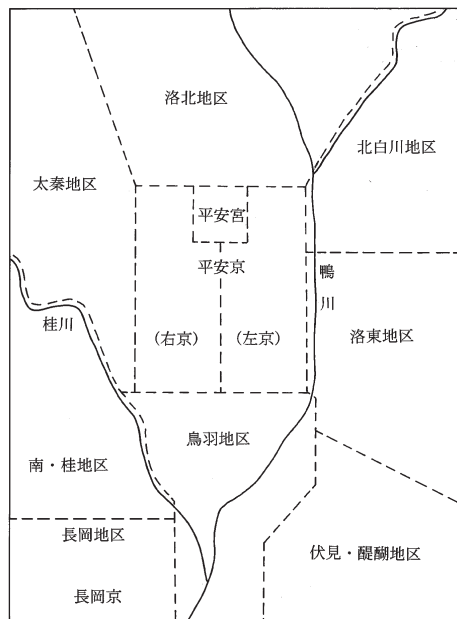 洛北地区
北白川地区
太秦地区
平安宮
平安京
鴨川
桂川
(右京)
(左京)
洛東地区
鳥羽地区
南・桂地区
長岡地区
伏見・醍醐地区
長岡京